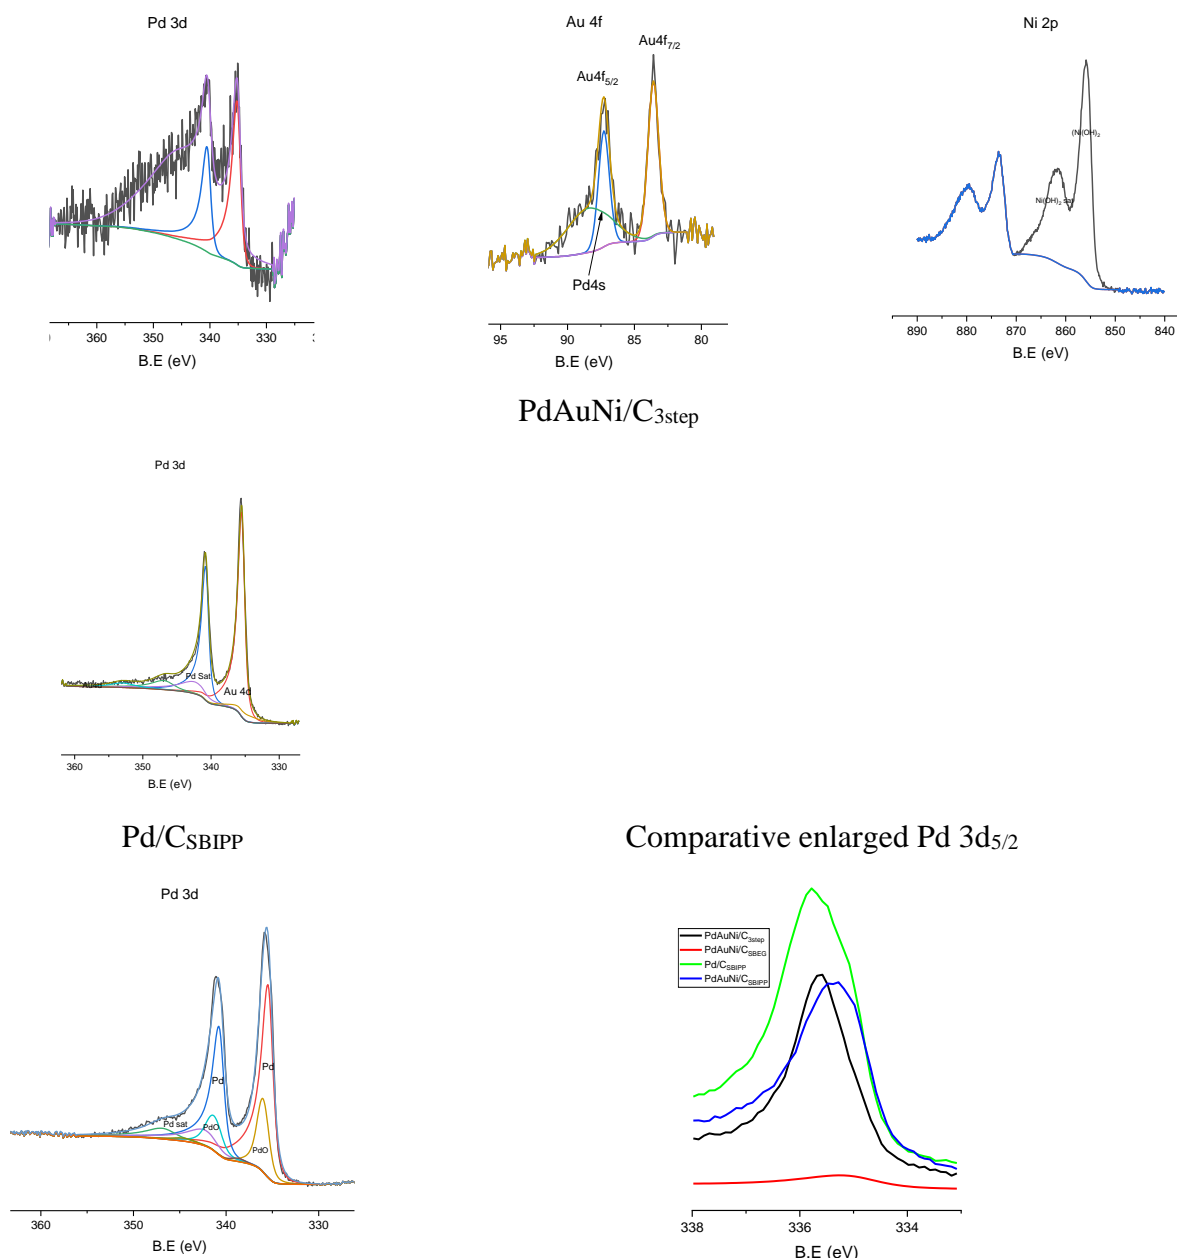 Pd 3d
Au 4f
Ni 2p
Au4f7/2
Au4f5/2
(Ni(OH)2
Ni(OH)2 sat
Pd4s
360 350 340 330
95 90 85 80
890 880 870 860 850 840
B.E (eV)
B.E (eV)
B.E (eV)
PdAuNi/C3step
Pd 3d
Pd Sat
Au4d
Au 4d
360 350 340 330
B.E (eV)
Pd/CSBIPP
Comparative enlarged Pd 3d5/2
Pd 3d
Pd
Pd
Pd sat
PdO
PdO
360 350 340 330
B.E (eV)
PdAuNi/C3step
PdAuNi/CSBEG
Pd/CSBIPP
PdAuNi/CSBIPP
338 336 334
B.E (eV)